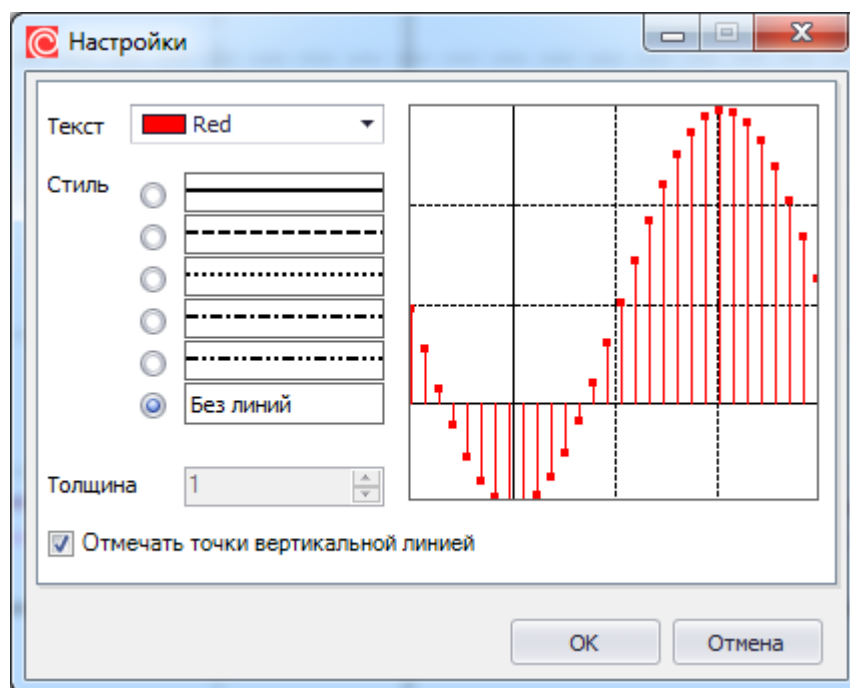 Настройки
Текст Red
Стиль
Без линий
Толщина 1
Отмечать точки вертикальной линией
OK Отмена